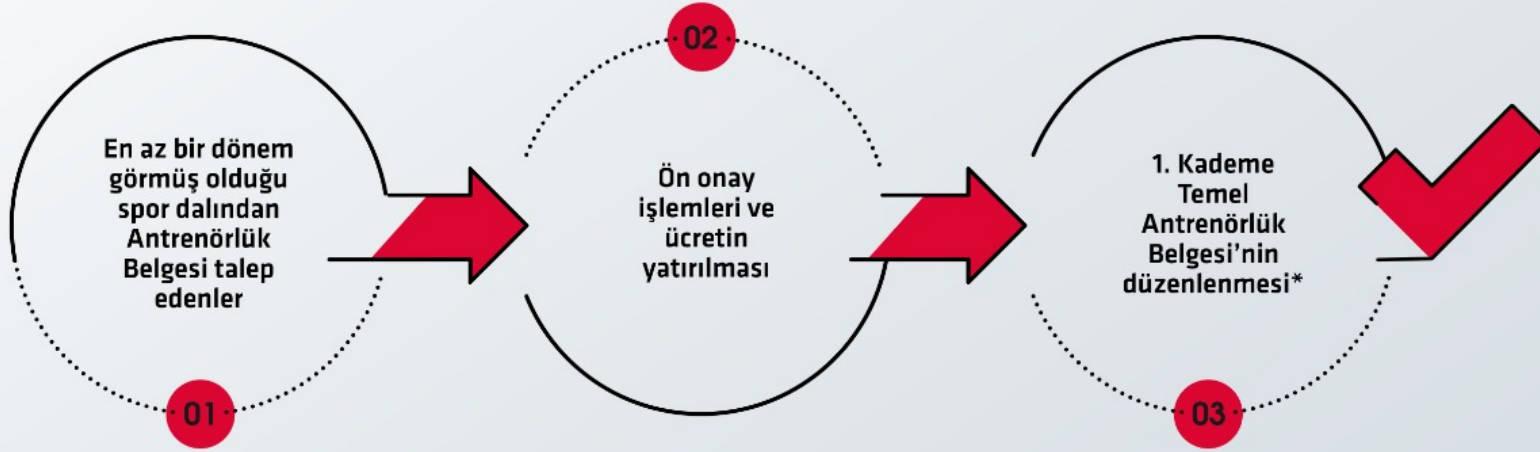 01
En az bir dönem
görmüş olduğu
spor dalından
Antrenörlük
Belgesi talep
edenler
02
Ön onay
işlemleri ve
ücretin
yatırılması
03
1. Kademe
Temel
Antrenörlük
Belgesi’nin
düzenlenmesi*